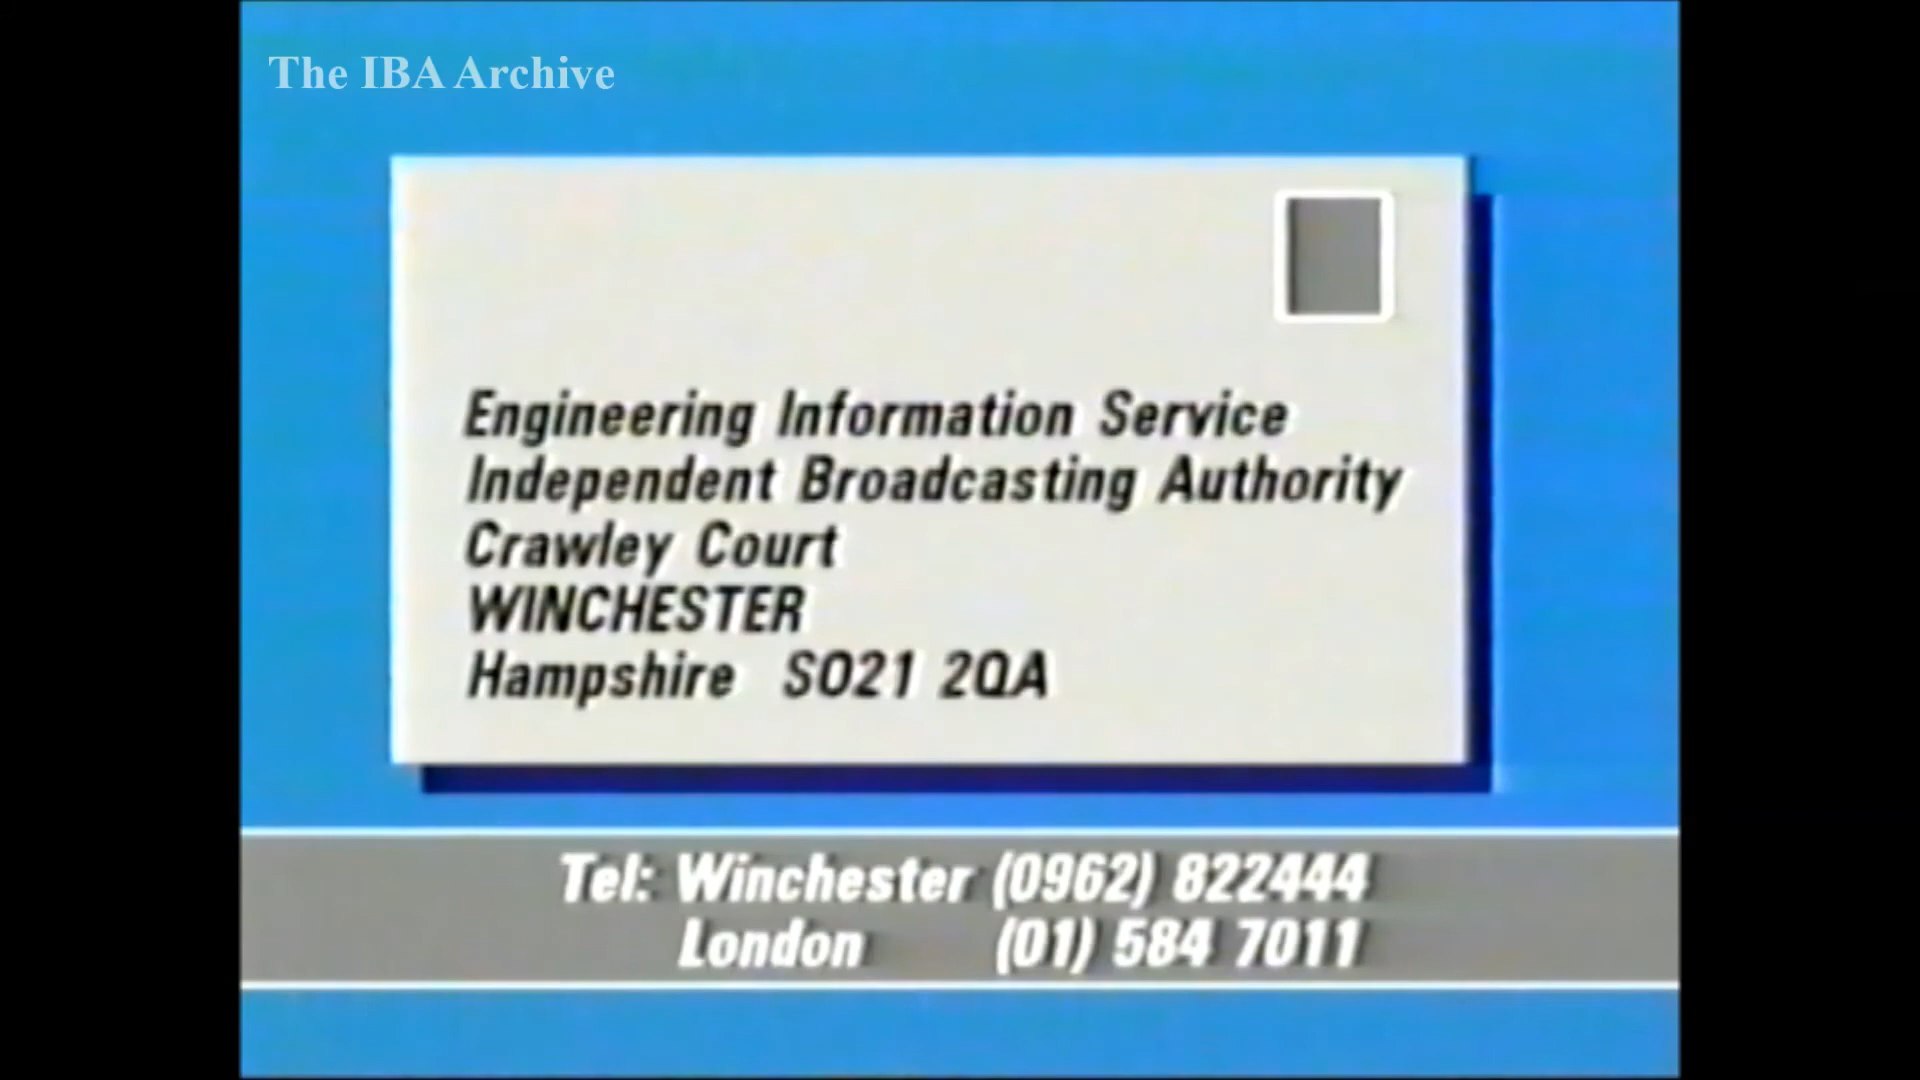 The IBA Archive
Engineering Information Service
Independent Broadcasting Authority
Crawley Court
WINCHESTER
Hampshire SO21 2QA
Tel: Winchester (0962) 822444
London (01) 584 7011